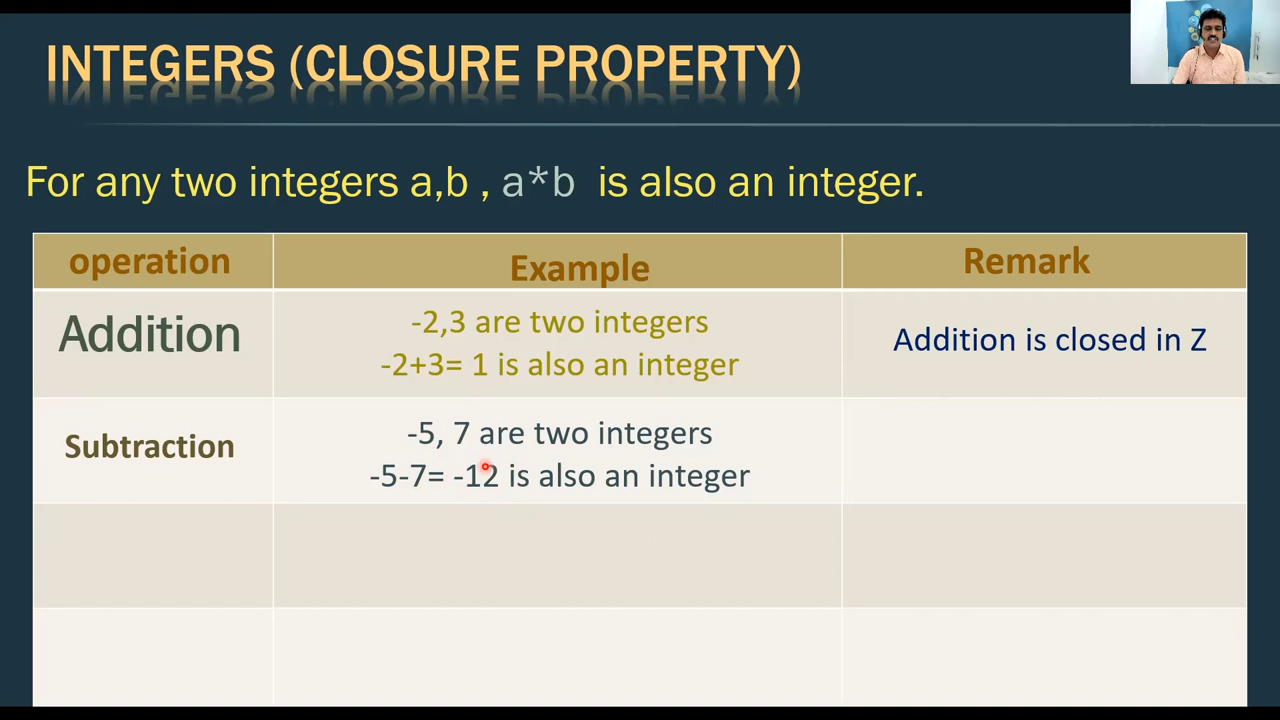 INTEGERS (CLOSURE PROPERTY)
For any two integers a,b , a*b is also an integer.
operation
Example
Remark
Addition
-2,3 are two integers
-2+3= 1 is also an integer
Addition is closed in Z
Subtraction
-5, 7 are two integers
-5-7= -12 is also an integer